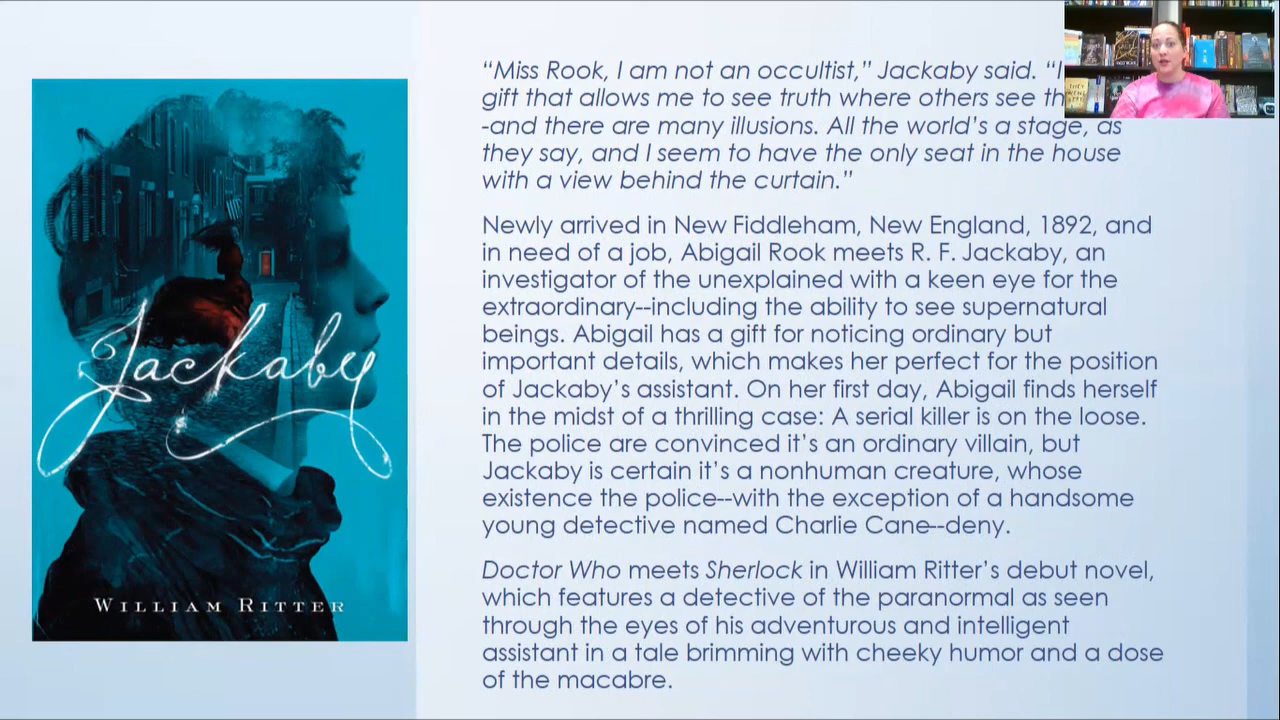 “Miss Rook, I am not an occultist,” Jackaby said. “I
gift that allows me to see truth where others see
-and there are many illusions. All the world’s a stage, as
they say, and I seem to have the only seat in the house
with a view behind the curtain.”
Newly arrived in New Fiddleham, New England, 1892, and
in need of a job, Abigail Rook meets R. F. Jackaby, an
investigator of the unexplained with a keen eye for the
extraordinary--including the ability to see supernatural
beings. Abigail has a gift for noticing ordinary but
important details, which makes her perfect for the position
of Jackaby’s assistant. On her first day, Abigail finds herself
in the midst of a thrilling case: A serial killer is on the loose.
The police are convinced it’s an ordinary villain, but
Jackaby is certain it’s a nonhuman creature, whose
existence the police--with the exception of a handsome
young detective named Charlie Cane--deny.
Doctor Who meets Sherlock in William Ritter’s debut novel,
which features a detective of the paranormal as seen
through the eyes of his adventurous and intelligent
assistant in a tale brimming with cheeky humor and a dose
of the macabre.
Jackaby
WILLIAM RITTER